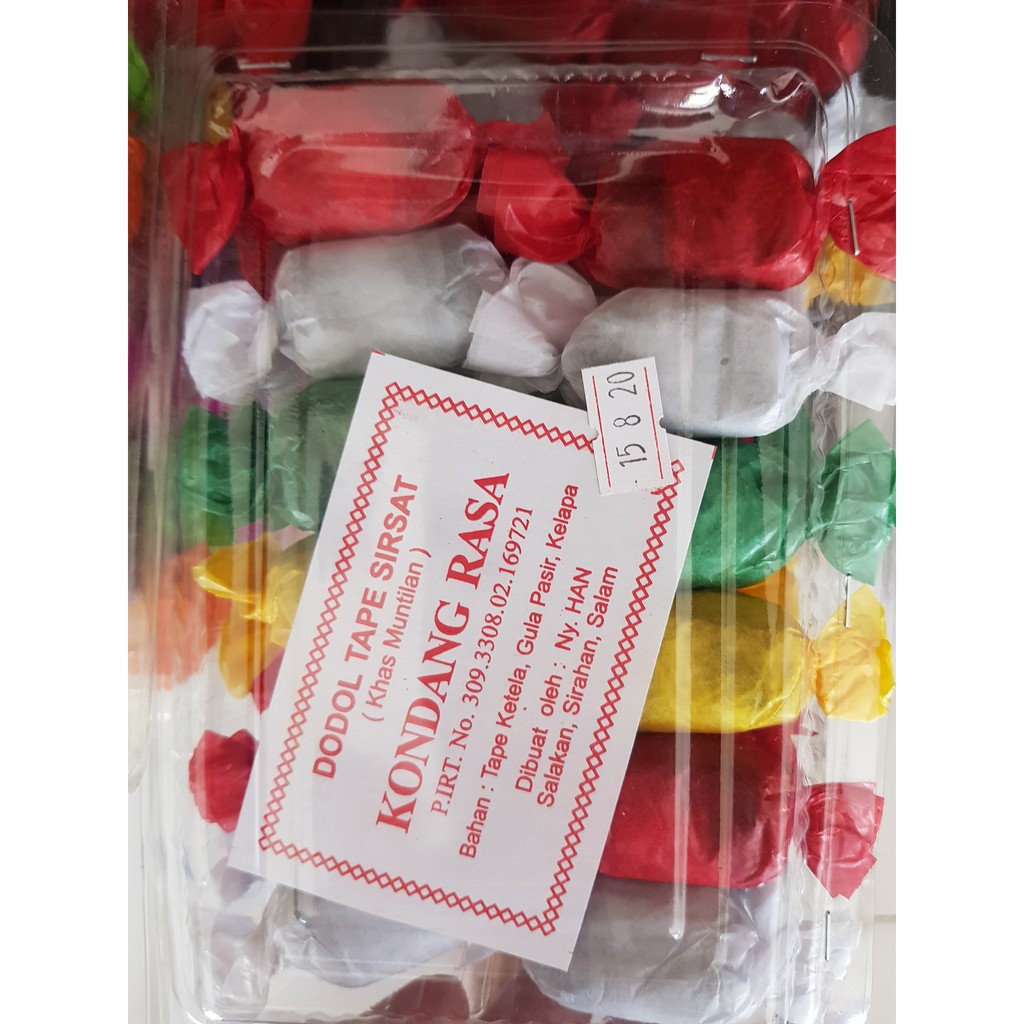 DODOL TAPE SIRSAT
( Khas Muntilan )
KONDANG RASA
P.IRT. No. 309.3308.02.169721
Bahan : Tape Ketela, Gula Pasir, Kelapa
Dibuat oleh : Ny. HAN
Salakan, Sirahan, Salam
15 8 20